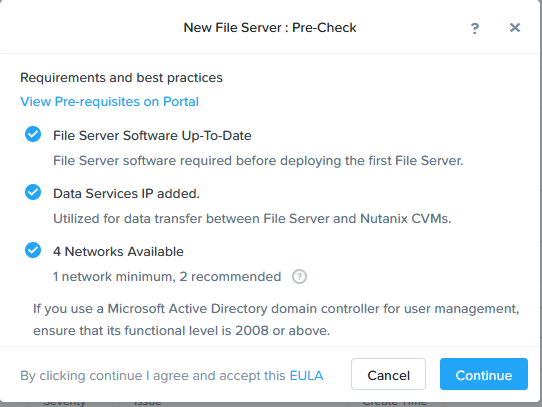 New File Server : Pre-Check
? ×
Requirements and best practices
View Pre-requisites on Portal
File Server Software Up-To-Date
File Server software required before deploying the first File Server.
Data Services IP added.
Utilized for data transfer between File Server and Nutanix CVMs.
4 Networks Available
1 network minimum, 2 recommended ?
If you use a Microsoft Active Directory domain controller for user management,
ensure that its functional level is 2008 or above.
By clicking continue I agree and accept this EULA
Cancel
Continue
Severity Issue Create Time